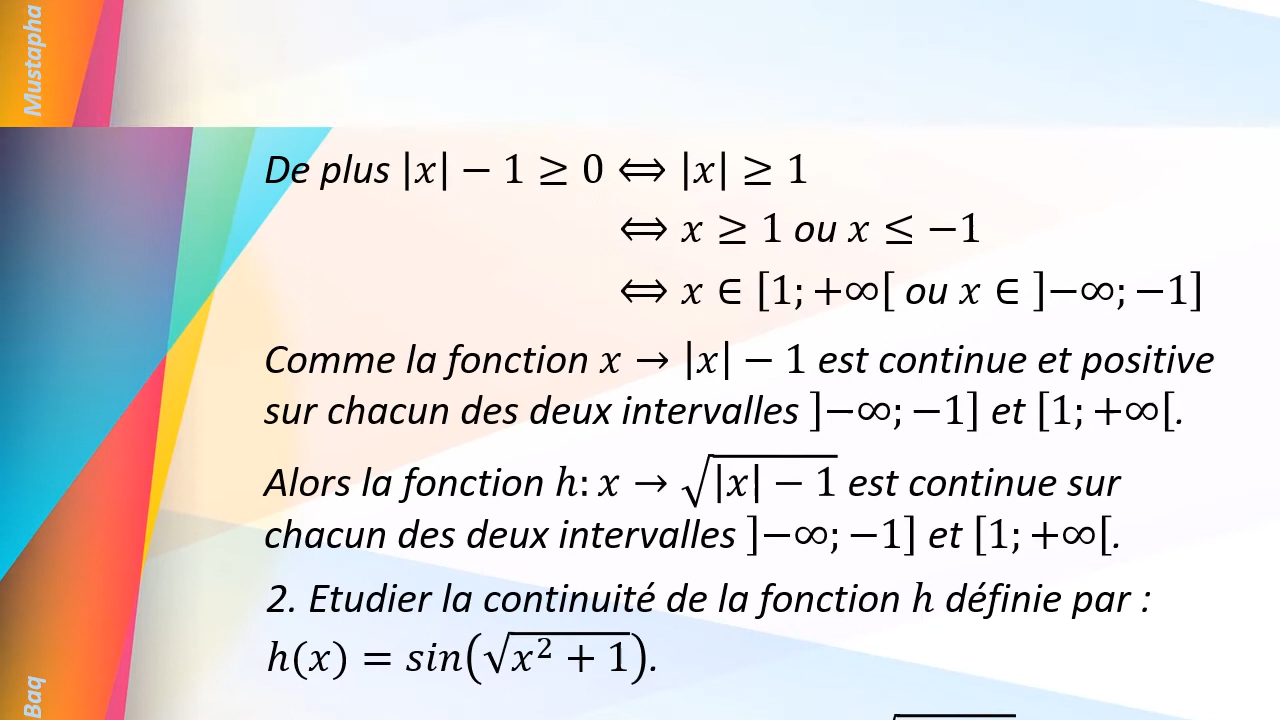 Mustapha
De plus |x| − 1 ≥ 0 ⟺ |x| ≥ 1
⟺ x ≥ 1 ou x ≤ −1
⟺ x ∈ [1; +∞[ ou x ∈ ]−∞; −1]
Comme la fonction x → |x| − 1 est continue et positive
sur chacun des deux intervalles ]−∞; −1] et [1; +∞[.
Alors la fonction h: x → √(|x| − 1) est continue sur
chacun des deux intervalles ]−∞; −1] et [1; +∞[.
2. Etudier la continuité de la fonction h définie par :
h(x) = sin(√(x² + 1)).
Baq